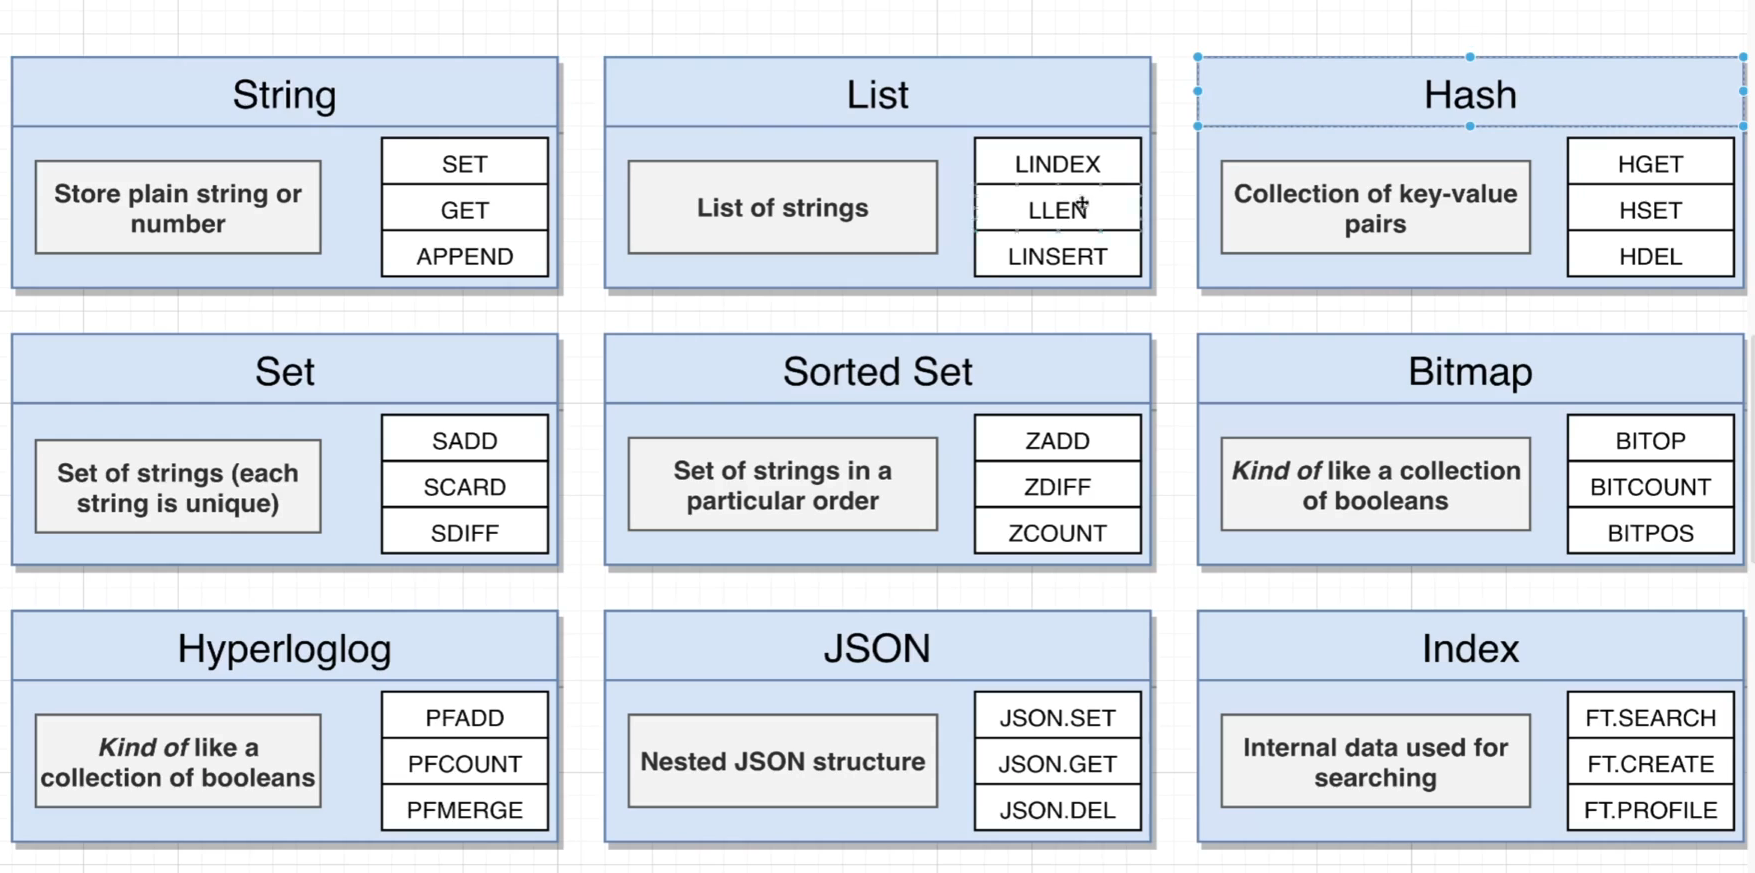 String
Store plain string or
number
SET
GET
APPEND
List
List of strings
LINDEX
LLEN
LINSERT
Hash
Collection of key-value
pairs
HGET
HSET
HDEL
Set
Set of strings (each
string is unique)
SADD
SCARD
SDIFF
Sorted Set
Set of strings in a
particular order
ZADD
ZDIFF
ZCOUNT
Bitmap
Kind of like a collection
of booleans
BITOP
BITCOUNT
BITPOS
Hyperloglog
Kind of like a
collection of booleans
PFADD
PFCOUNT
PFMERGE
JSON
Nested JSON structure
JSON.SET
JSON.GET
JSON.DEL
Index
Internal data used for
searching
FT.SEARCH
FT.CREATE
FT.PROFILE